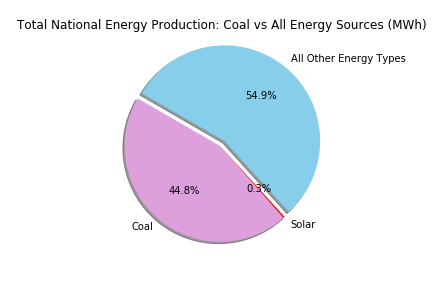 Total National Energy Production: Coal vs All Energy Sources (MWh)
All Other Energy Types
54.9%
44.8%
0.3%
Coal
Solar